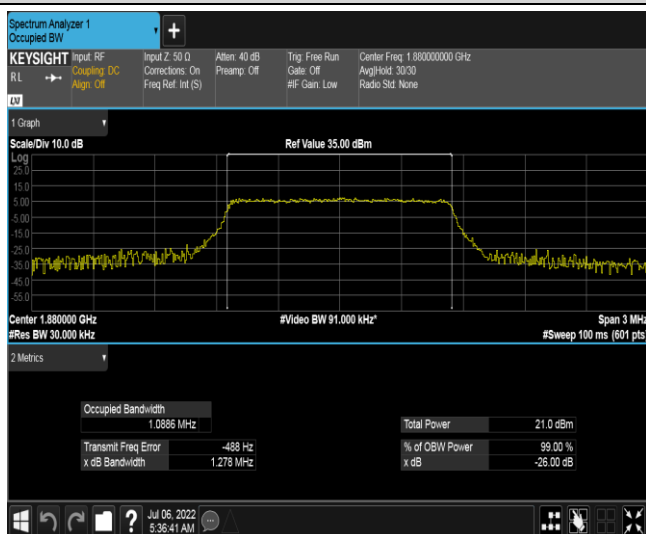 Spectrum Analyzer 1
Occupied BW
KEYSIGHT
RL
LXI
Input: RF
Coupling: DC
Align: Off
Input Z: 50 Ω
Corrections: On
Freq Ref: Int (S)
Atten: 40 dB
Preamp: Off
Trig: Free Run
Gate: Off
#IF Gain: Low
Center Freq: 1.880000000 GHz
Avg|Hold: 30/30
Radio Std: None
1 Graph
Scale/Div 10.0 dB
Ref Value 35.00 dBm
Log
25.0
15.0
5.00
-5.00
-15.0
-25.0
-35.0
-45.0
-55.0
Center 1.880000 GHz
#Video BW 91.000 kHz*
Span 3 MHz
#Res BW 30.000 kHz
#Sweep 100 ms (601 pts)
2 Metrics
Occupied Bandwidth
1.0886 MHz
Total Power 21.0 dBm
Transmit Freq Error -488 Hz
% of OBW Power 99.00 %
x dB Bandwidth 1.278 MHz
x dB -26.00 dB
?
Jul 06, 2022
5:36:41 AM